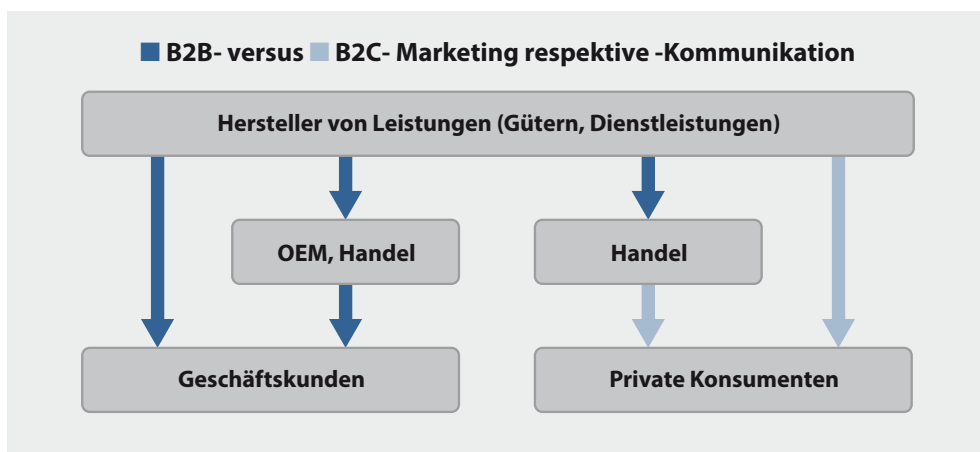 B2B- versus B2C- Marketing respektive -Kommunikation
Hersteller von Leistungen (Gütern, Dienstleistungen)
OEM, Handel
Handel
Geschäftskunden
Private Konsumenten